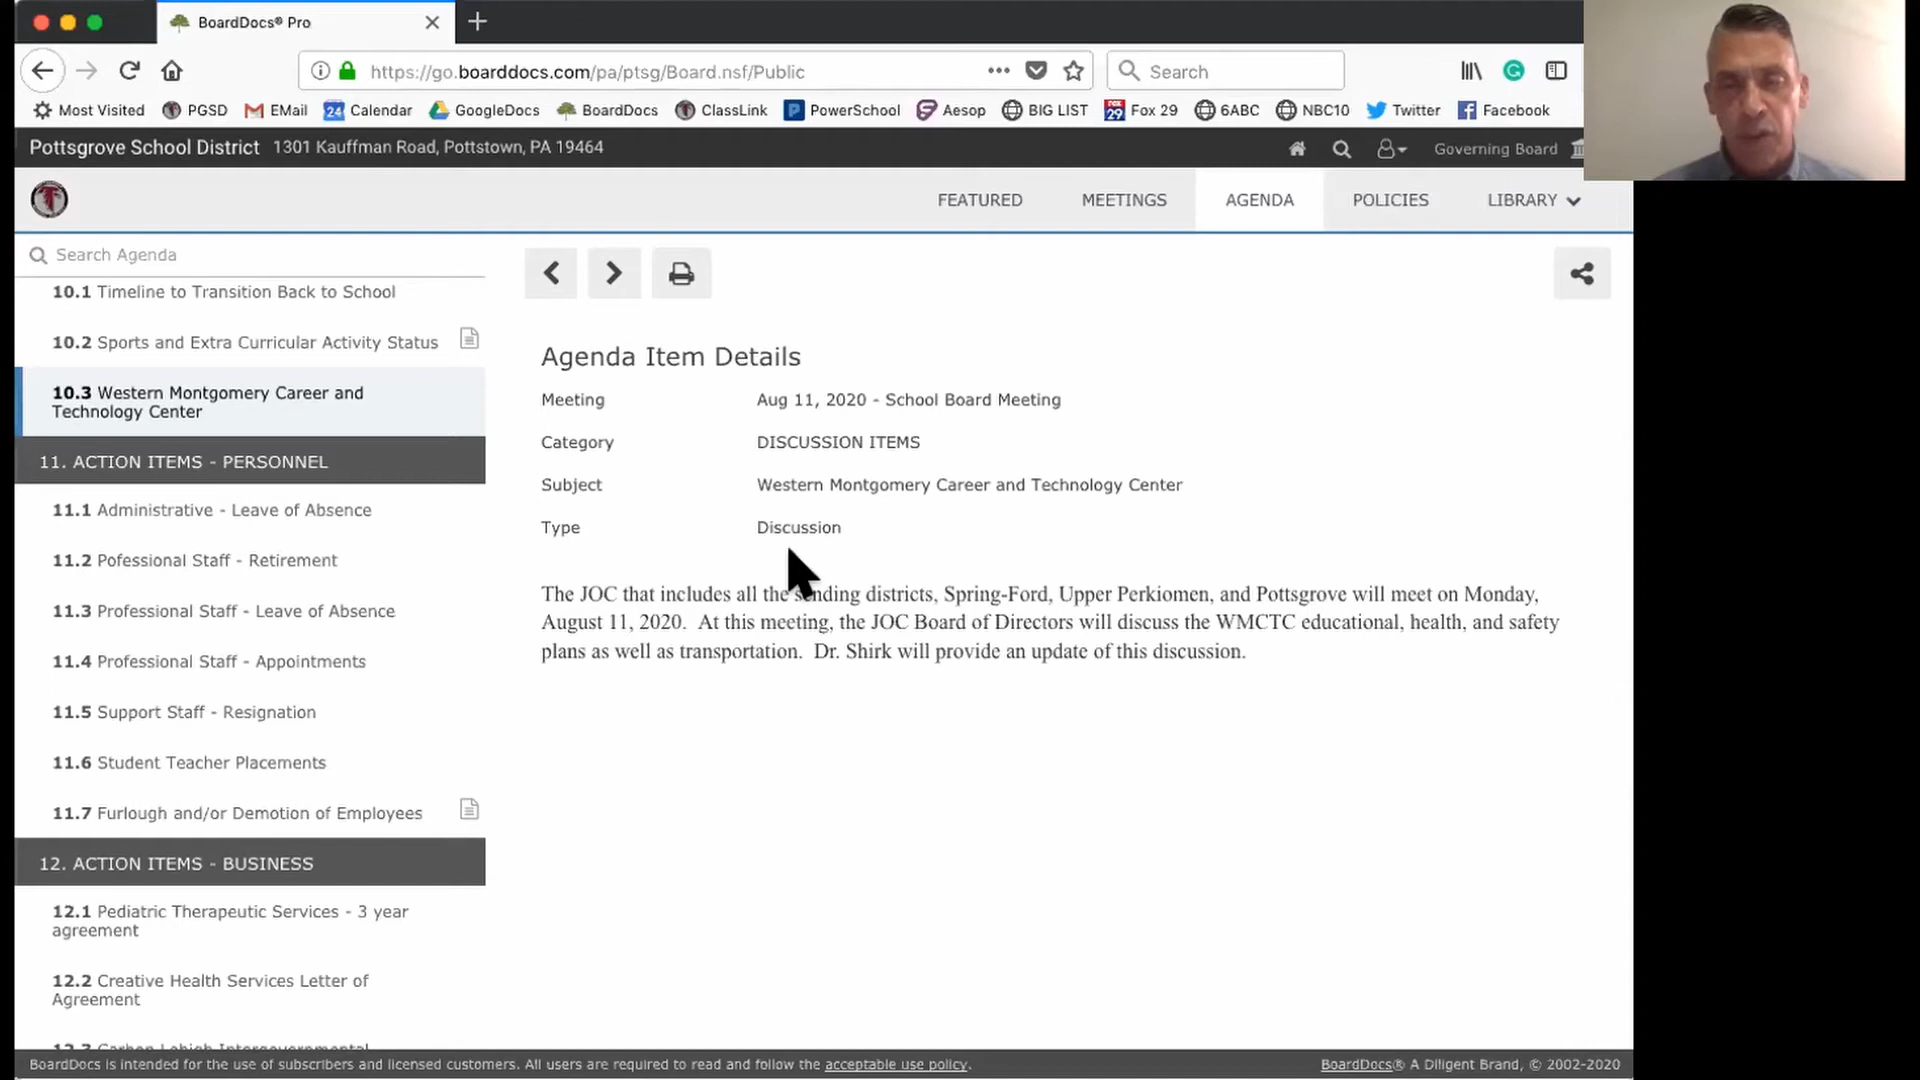 BoardDocs® Pro
https://go.boarddocs.com/pa/ptsg/Board.nsf/Public
Search
Most Visited PGSD EMail 24 Calendar GoogleDocs BoardDocs ClassLink PowerSchool Aesop BIG LIST FOX 29 Fox 29 6ABC NBC10 Twitter Facebook
Pottsgrove School District 1301 Kauffman Road, Pottstown, PA 19464
Governing Board
FEATURED MEETINGS AGENDA POLICIES LIBRARY
Search Agenda
10.1 Timeline to Transition Back to School
10.2 Sports and Extra Curricular Activity Status
10.3 Western Montgomery Career and
Technology Center
11. ACTION ITEMS - PERSONNEL
11.1 Administrative - Leave of Absence
11.2 Pofessional Staff - Retirement
11.3 Professional Staff - Leave of Absence
11.4 Professional Staff - Appointments
11.5 Support Staff - Resignation
11.6 Student Teacher Placements
11.7 Furlough and/or Demotion of Employees
12. ACTION ITEMS - BUSINESS
12.1 Pediatric Therapeutic Services - 3 year
agreement
12.2 Creative Health Services Letter of
Agreement
12.3 Carbon Lehigh Intergovernmental
Agenda Item Details
Meeting Aug 11, 2020 - School Board Meeting
Category DISCUSSION ITEMS
Subject Western Montgomery Career and Technology Center
Type Discussion
The JOC that includes all the sending districts, Spring-Ford, Upper Perkiomen, and Pottsgrove will meet on Monday,
August 11, 2020. At this meeting, the JOC Board of Directors will discuss the WMCTC educational, health, and safety
plans as well as transportation. Dr. Shirk will provide an update of this discussion.
BoardDocs is intended for the use of subscribers and licensed customers. All users are required to read and follow the acceptable use policy.
BoardDocs® A Diligent Brand, © 2002-2020